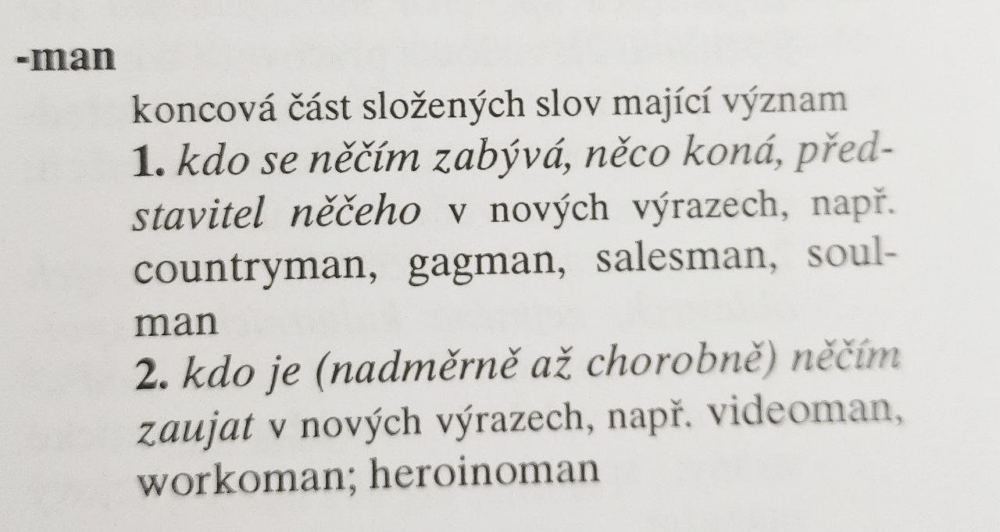 -man
koncová část složených slov mající význam
1. kdo se něčím zabývá, něco koná, před-
stavitel něčeho v nových výrazech, např.
countryman, gagman, salesman, soul-
man
2. kdo je (nadměrně až chorobně) něčím
zaujat v nových výrazech, např. videoman,
workoman; heroinoman